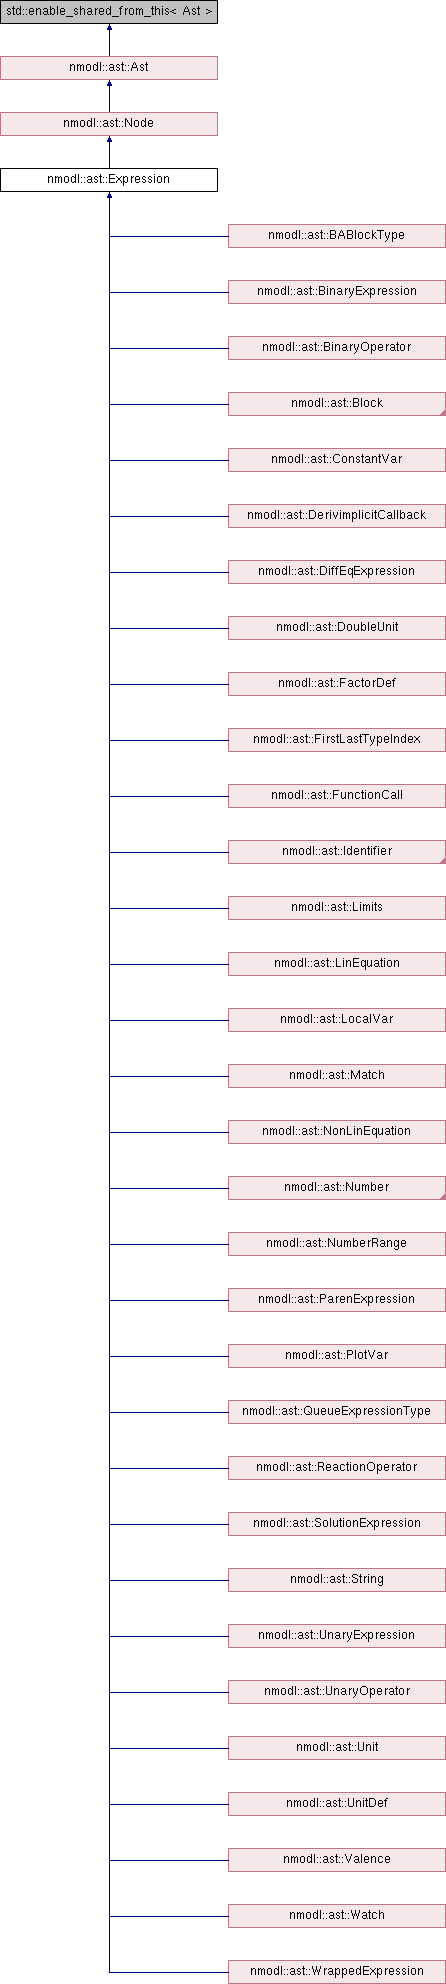 std::enable_shared_from_this< Ast >
nmodl::ast::Ast
nmodl::ast::Node
nmodl::ast::Expression
nmodl::ast::BABlockType
nmodl::ast::BinaryExpression
nmodl::ast::BinaryOperator
nmodl::ast::Block
nmodl::ast::ConstantVar
nmodl::ast::DerivimplicitCallback
nmodl::ast::DiffEqExpression
nmodl::ast::DoubleUnit
nmodl::ast::FactorDef
nmodl::ast::FirstLastTypeIndex
nmodl::ast::FunctionCall
nmodl::ast::Identifier
nmodl::ast::Limits
nmodl::ast::LinEquation
nmodl::ast::LocalVar
nmodl::ast::Match
nmodl::ast::NonLinEquation
nmodl::ast::Number
nmodl::ast::NumberRange
nmodl::ast::ParenExpression
nmodl::ast::PlotVar
nmodl::ast::QueueExpressionType
nmodl::ast::ReactionOperator
nmodl::ast::SolutionExpression
nmodl::ast::String
nmodl::ast::UnaryExpression
nmodl::ast::UnaryOperator
nmodl::ast::Unit
nmodl::ast::UnitDef
nmodl::ast::Valence
nmodl::ast::Watch
nmodl::ast::WrappedExpression